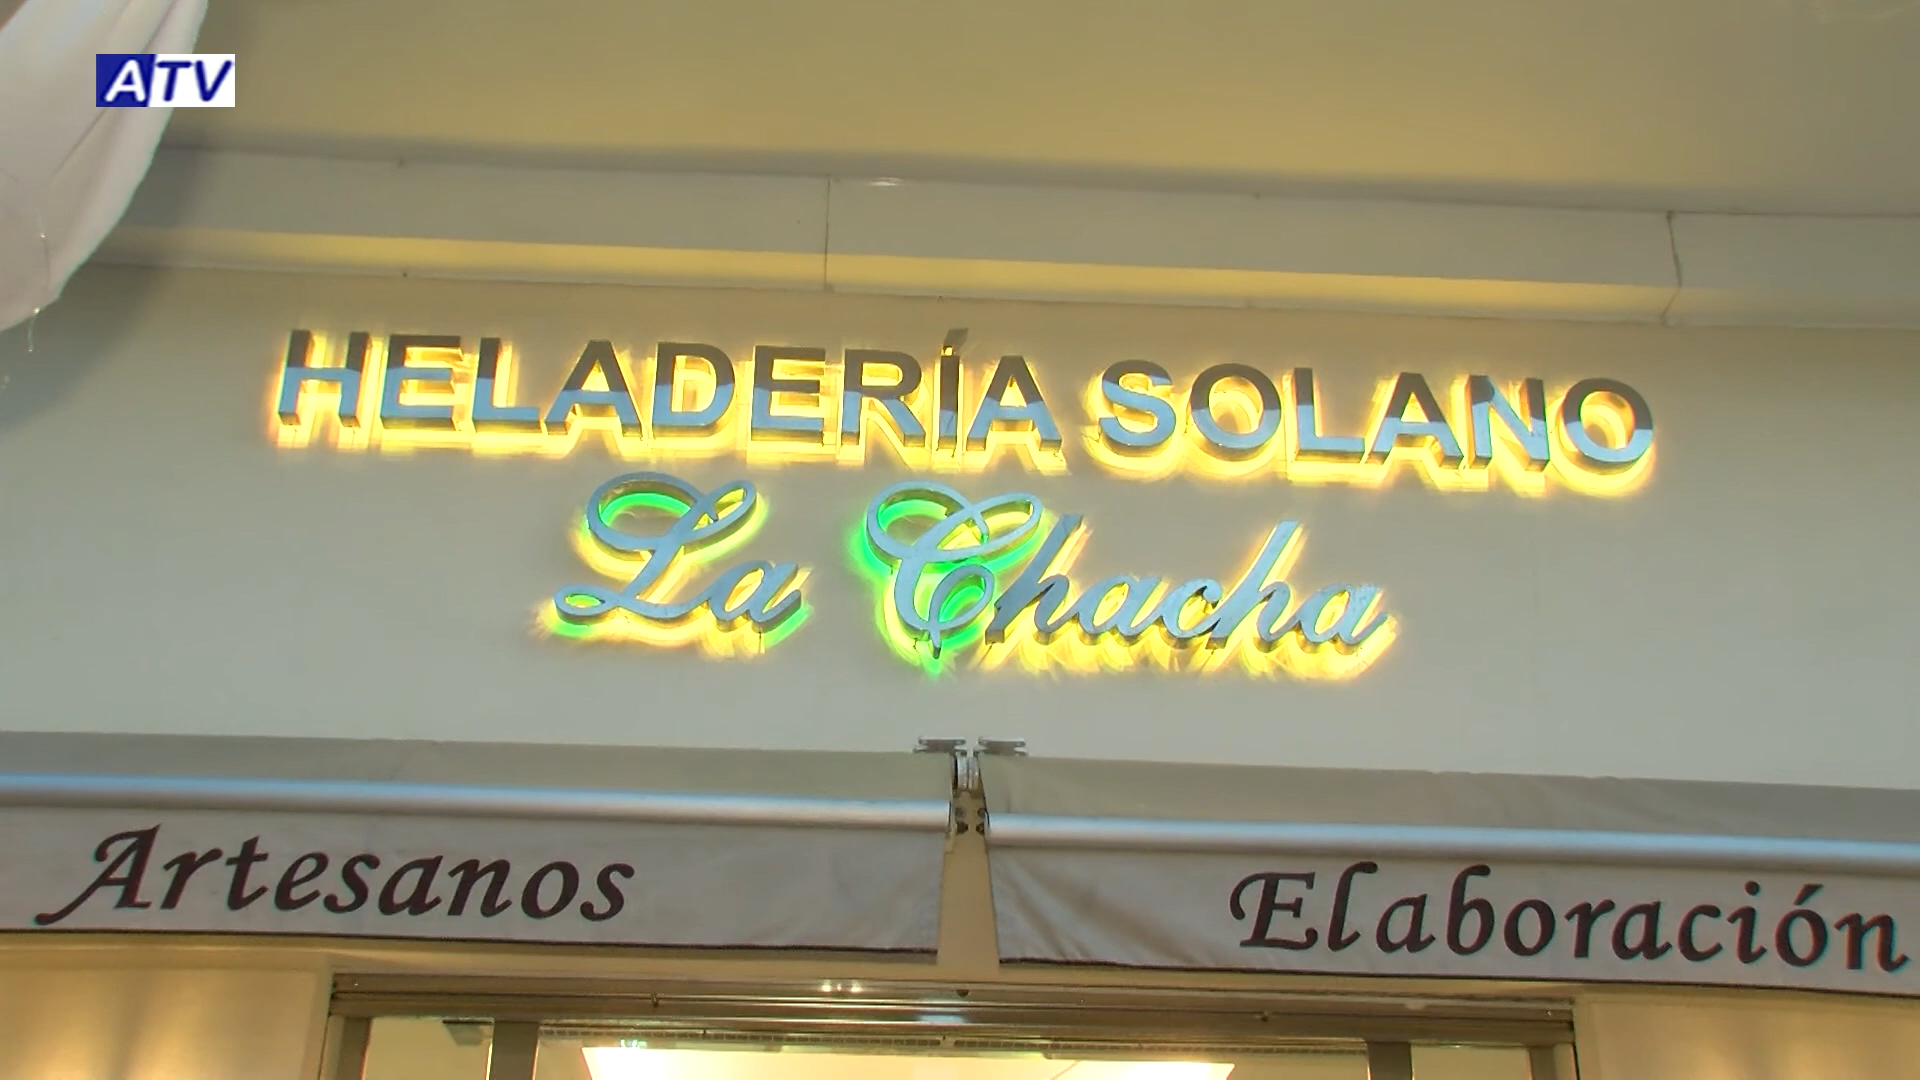 ATV
HELADERÍA SOLANO
La Chacha
Artesanos
Elaboración